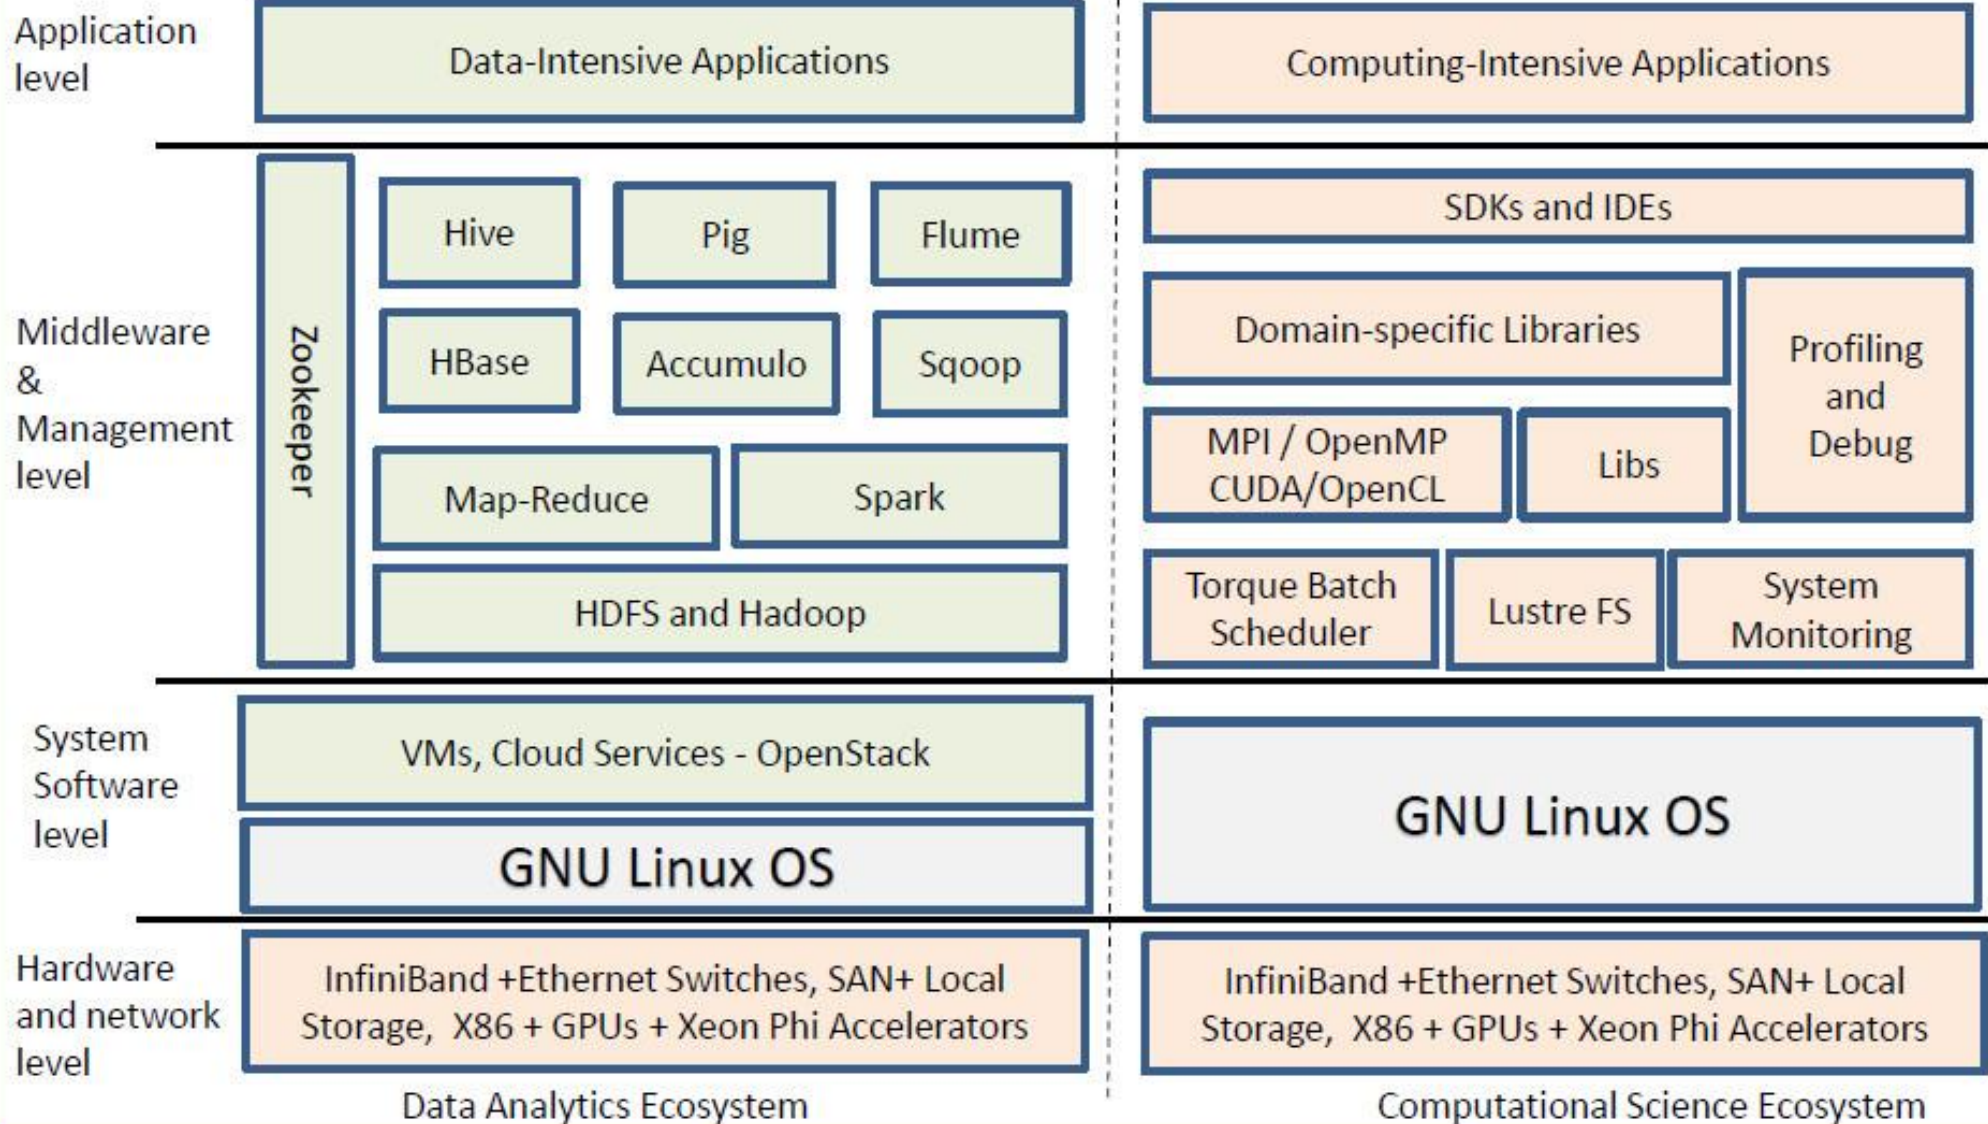 Application
level
Data-Intensive Applications
Computing-Intensive Applications
Middleware
&
Management
level
Zookeeper
Hive
Pig
Flume
HBase
Accumulo
Sqoop
Map-Reduce
Spark
HDFS and Hadoop
SDKs and IDEs
Domain-specific Libraries
Profiling
and
Debug
MPI / OpenMP
CUDA/OpenCL
Libs
Torque Batch
Scheduler
Lustre FS
System
Monitoring
System
Software
level
VMs, Cloud Services - OpenStack
GNU Linux OS
GNU Linux OS
Hardware
and network
level
InfiniBand +Ethernet Switches, SAN+ Local
Storage,  X86 + GPUs + Xeon Phi Accelerators
InfiniBand +Ethernet Switches, SAN+ Local
Storage,  X86 + GPUs + Xeon Phi Accelerators
Data Analytics Ecosystem
Computational Science Ecosystem